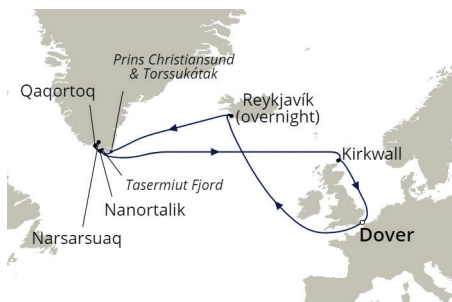 Prins Christiansund
& Torssukátak
Qaqortoq
Reykjavík
(overnight)
Kirkwall
Tasermiut Fjord
Nanortalik
Narsarsuaq
Dover